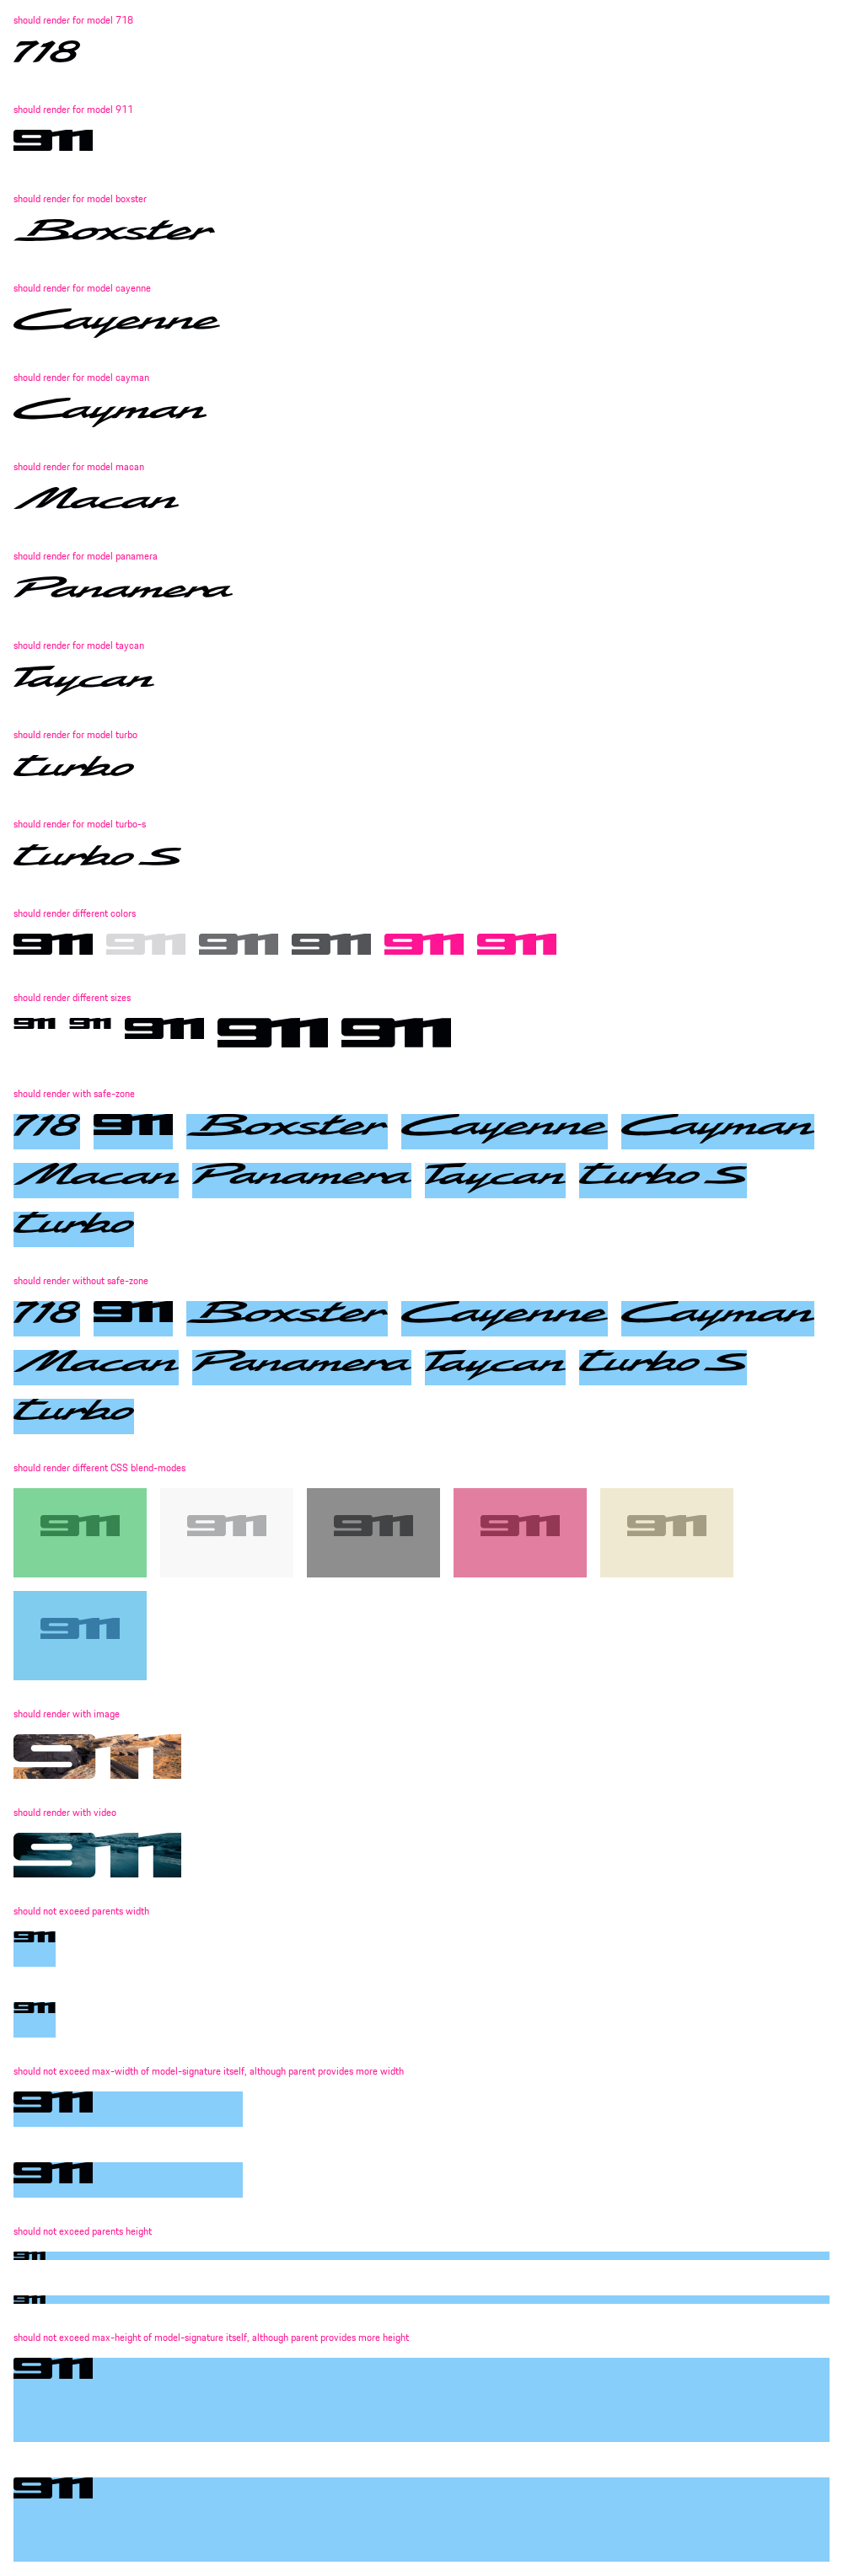 should render for model 718
718
should render for model 911
911
should render for model boxster
Boxster
should render for model cayenne
Cayenne
should render for model cayman
Cayman
should render for model macan
Macan
should render for model panamera
Panamera
should render for model taycan
Taycan
should render for model turbo
turbo
should render for model turbo-s
turbo S
should render different colors
911 911 911 911 911 911
should render different sizes
911 911 911 911 911
should render with safe-zone
718 911 Boxster Cayenne Cayman
Macan Panamera Taycan turbo S
turbo
should render without safe-zone
718 911 Boxster Cayenne Cayman
Macan Panamera Taycan turbo S
turbo
should render different CSS blend-modes
911 911 911 911 911
911
should render with image
911
should render with video
911
should not exceed parents width
911
911
should not exceed max-width of model-signature itself, although parent provides more width
911
911
should not exceed parents height
911
911
should not exceed max-height of model-signature itself, although parent provides more height
911
911